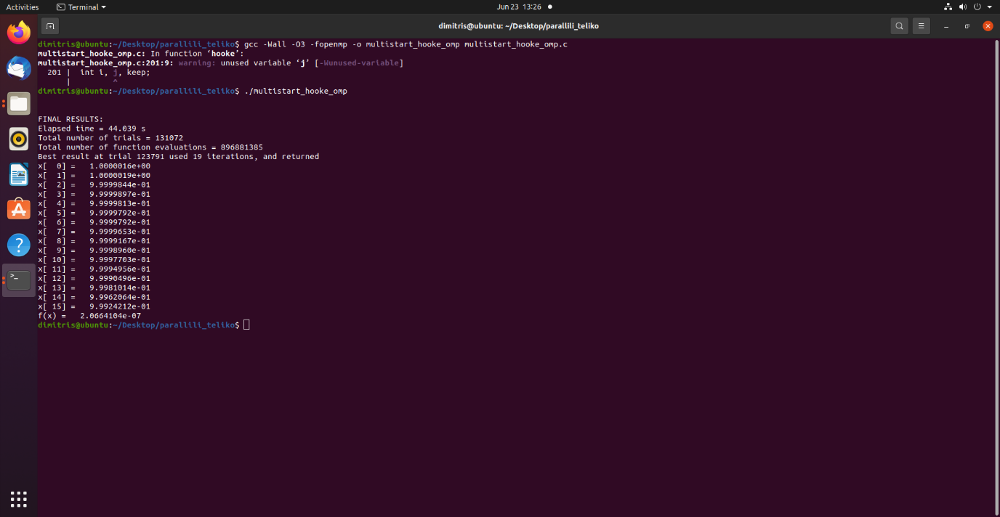 Activities
Terminal
Jun 23 13:26
dimitris@ubuntu: ~/Desktop/parallili_teliko
dimitris@ubuntu:~/Desktop/parallili_teliko$ gcc -Wall -O3 -fopenmp -o multistart_hooke_omp multistart_hooke_omp.c
multistart_hooke_omp.c: In function ‘hooke’:
multistart_hooke_omp.c:201:9: warning: unused variable ‘j’ [-Wunused-variable]
  201 |  int i, j, keep;
      |         ^
dimitris@ubuntu:~/Desktop/parallili_teliko$ ./multistart_hooke_omp
FINAL RESULTS:
Elapsed time = 44.039 s
Total number of trials = 131072
Total number of function evaluations = 896881385
Best result at trial 123791 used 19 iterations, and returned
x[  0] =   1.0000016e+00
x[  1] =   1.0000019e+00
x[  2] =   9.9999844e-01
x[  3] =   9.9999897e-01
x[  4] =   9.9999813e-01
x[  5] =   9.9999792e-01
x[  6] =   9.9999792e-01
x[  7] =   9.9999653e-01
x[  8] =   9.9999167e-01
x[  9] =   9.9998960e-01
x[ 10] =   9.9997703e-01
x[ 11] =   9.9994956e-01
x[ 12] =   9.9990496e-01
x[ 13] =   9.9981014e-01
x[ 14] =   9.9962064e-01
x[ 15] =   9.9924212e-01
f(x) =   2.0664104e-07
dimitris@ubuntu:~/Desktop/parallili_teliko$